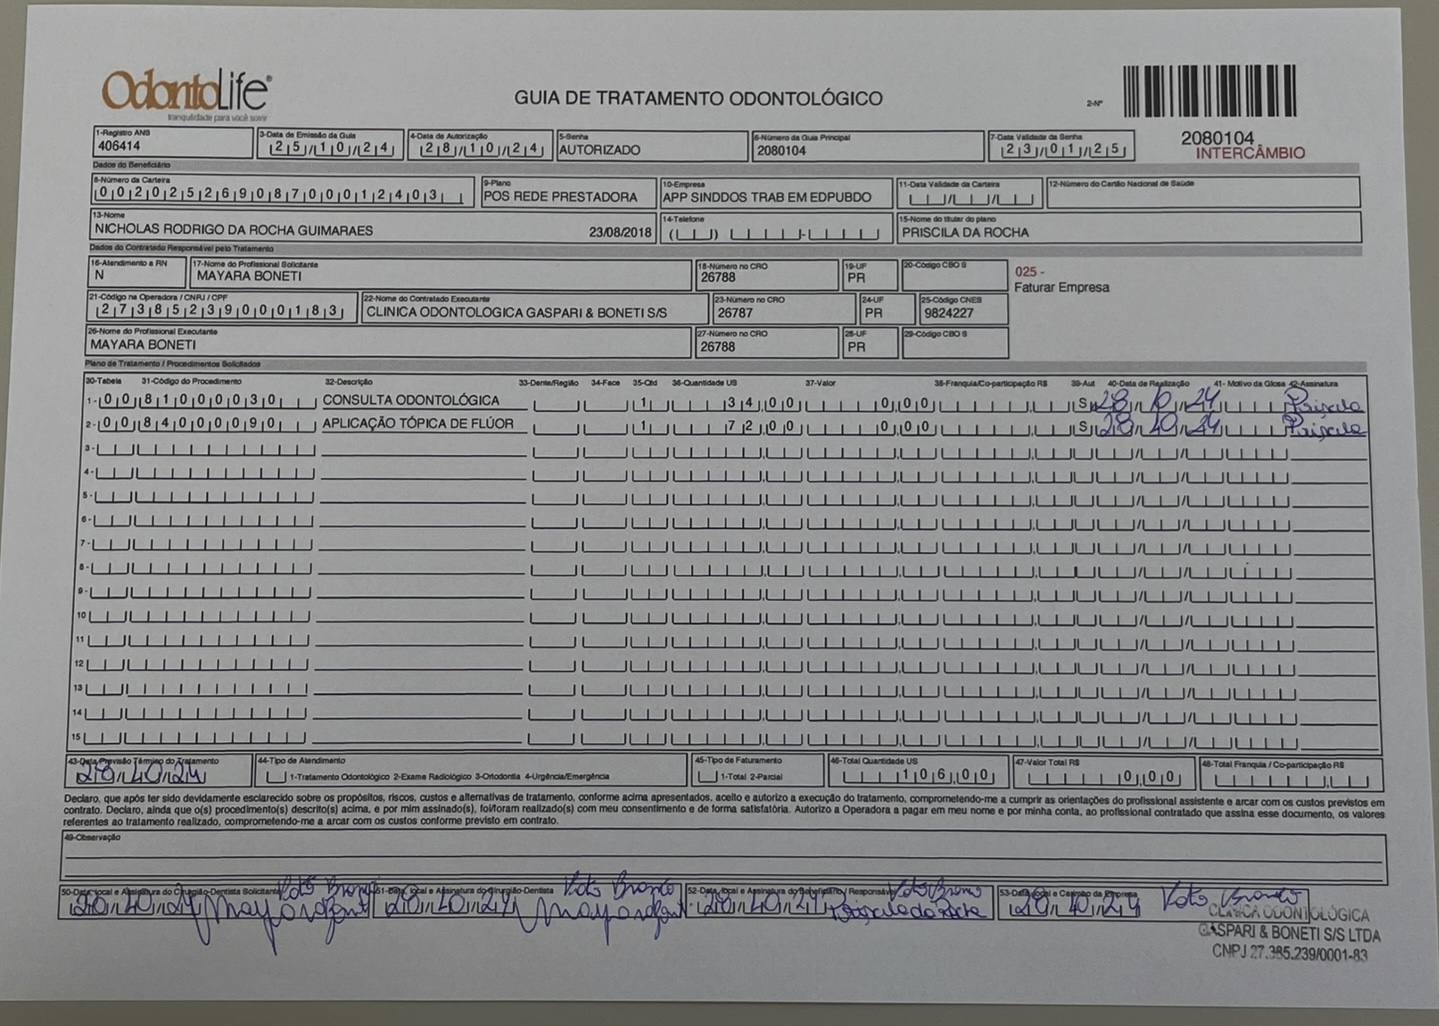 OdontoLife®
tranquilidade para você sorrir
GUIA DE TRATAMENTO ODONTOLÓGICO
2-Nº
2080104
INTERCÂMBIO
1-Registro ANS
406414
3-Data de Emissão da Guia
25/10/24
4-Data de Autorização
28/10/24
5-Senha
AUTORIZADO
6-Número da Guia Principal
2080104
7-Data Validade da Senha
23/01/25
Dados do Beneficiário
8-Número da Carteira
00202526908700012403
9-Plano
POS REDE PRESTADORA
10-Empresa
APP SINDDOS TRAB EM EDPUBDO
11-Data Validade da Carteira
12-Número do Cartão Nacional de Saúde
13-Nome
NICHOLAS RODRIGO DA ROCHA GUIMARAES 23/08/2018
14-Telefone
15-Nome do titular do plano
PRISCILA DA ROCHA
Dados do Contratado Responsável pelo Tratamento
16-Atendimento a RN
N
17-Nome do Profissional Solicitante
MAYARA BONETI
18-Número no CRO
26788
19-UF
PR
20-Código CBO S
025 -
Faturar Empresa
21-Código na Operadora / CNPJ / CPF
27385239000183
22-Nome do Contratado Executante
CLINICA ODONTOLOGICA GASPARI & BONETI S/S
23-Número no CRO
26787
24-UF
PR
25-Código CNES
9824227
26-Nome do Profissional Executante
MAYARA BONETI
27-Número no CRO
26788
28-UF
PR
29-Código CBO S
Plano de Tratamento / Procedimentos Solicitados
30-Tabela 31-Código do Procedimento 32-Descrição 33-Dente/Região 34-Face 35-Qtd 36-Quantidade US 37-Valor 38-Franquia/Co-participação R$ 39-Aut 40-Data de Realização 41- Motivo da Glosa 42-Assinatura
1- 00 81000030 CONSULTA ODONTOLÓGICA 1 34,00 0,00 S 28/10/24 Priscila
2- 00 84000090 APLICAÇÃO TÓPICA DE FLÚOR 1 72,00 0,00 S 28/10/24 Priscila
3-
4-
5-
6-
7-
8-
9-
10
11
12
13
14
15
43-Data Previsão Término do Tratamento
28/10/24
44-Tipo de Atendimento
1-Tratamento Odontológico 2-Exame Radiológico 3-Ortodontia 4-Urgência/Emergência
45-Tipo de Faturamento
1-Total 2-Parcial
46-Total Quantidade US
106,00
47-Valor Total R$
0,00
48-Total Franquia / Co-participação R$
Declaro, que após ter sido devidamente esclarecido sobre os propósitos, riscos, custos e alternativas de tratamento, conforme acima apresentados, aceito e autorizo a execução do tratamento, comprometendo-me a cumprir as orientações do profissional assistente e arcar com os custos previstos em
contrato. Declaro, ainda que o(s) procedimento(s) descrito(s) acima, e por mim assinado(s), foi/foram realizado(s) com meu consentimento e de forma satisfatória. Autorizo a Operadora a pagar em meu nome e por minha conta, ao profissional contratado que assina esse documento, os valores
referentes ao tratamento realizado, comprometendo-me a arcar com os custos conforme previsto em contrato.
49-Observação
50-Data, local e Assinatura do Cirurgião-Dentista Solicitante
28/10/24
51-Data, local e Assinatura do Cirurgião-Dentista
28/10/24
52-Data, local e Assinatura do Beneficiário / Responsável
28/10/24 Priscila da Rocha
53-Data, local e Carimbo da Empresa
28/10/24
CLÍNICA ODONTOLÓGICA
GASPARI & BONETI S/S LTDA
CNPJ 27.385.239/0001-83